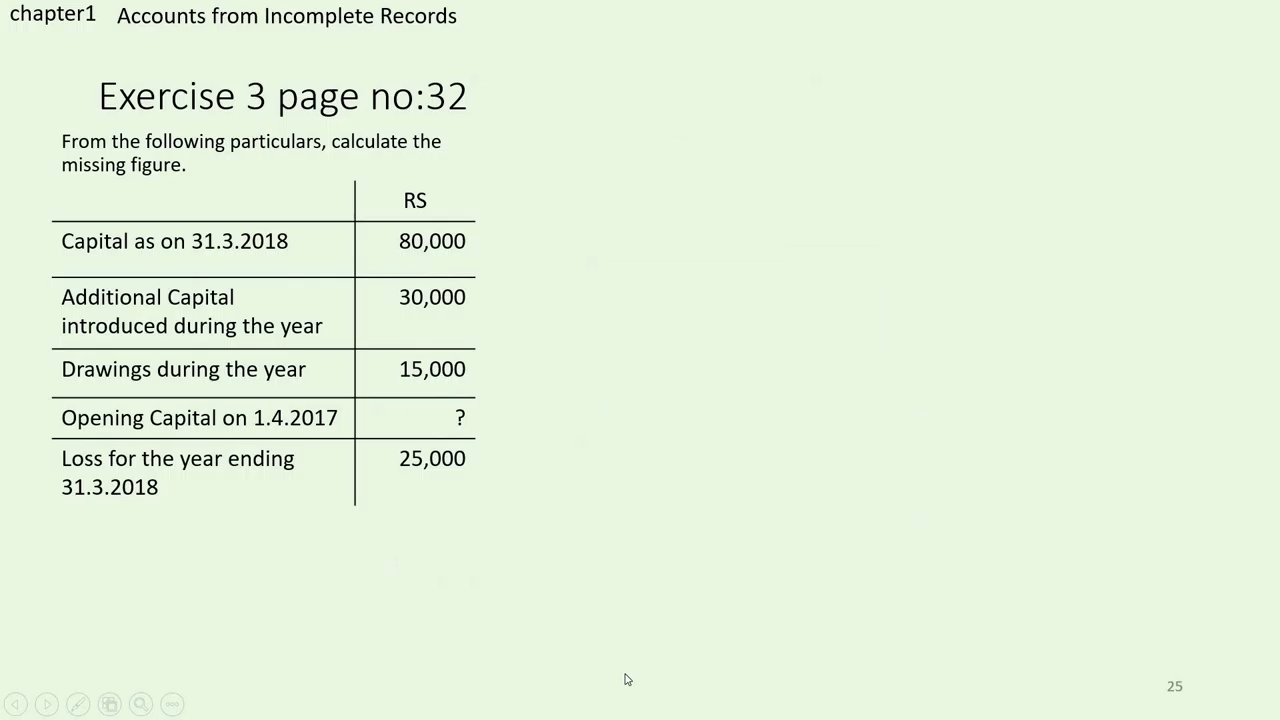 chapter1 Accounts from Incomplete Records
Exercise 3 page no:32
From the following particulars, calculate the
missing figure.
RS
Capital as on 31.3.2018 80,000
Additional Capital 30,000
introduced during the year
Drawings during the year 15,000
Opening Capital on 1.4.2017 ?
Loss for the year ending 25,000
31.3.2018
25